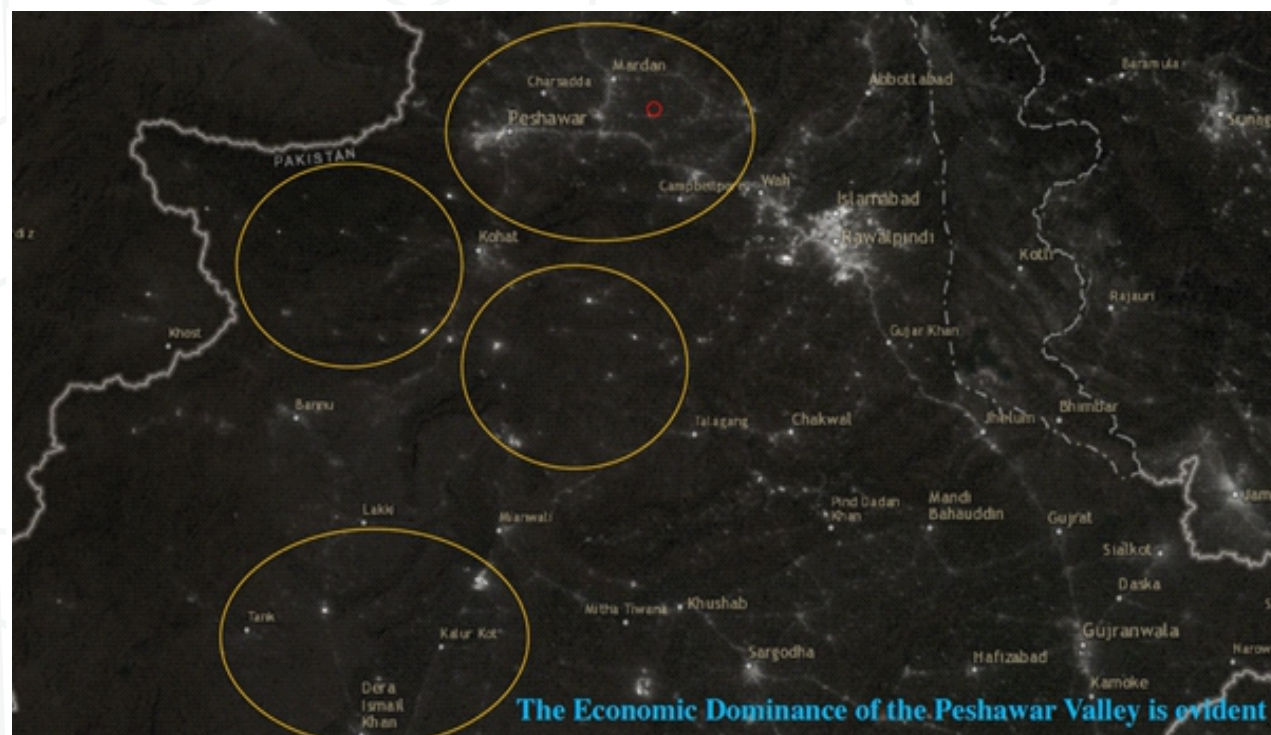 Mardan
Abbottabad
Baramula
Charsadda
Peshawar
PAKISTAN
Wah
Islamabad
Rawalpindi
Kohat
Rajauri
Khost
Gujar Khan
Bannu
Talagang
Chakwal
Jhelum
Bhimbar
Lakki
Mianwali
Pind Dadan
Khan
Mandi
Bahauddin
Gujrat
Sialkot
Daska
Tank
Kalur Kot
Mitha Tiwana
Khushab
Gujranwala
Sargodha
Hafizabad
Narow
Dera
Ismail
Khan
Kamoke
The Economic Dominance of the Peshawar Valley is evident